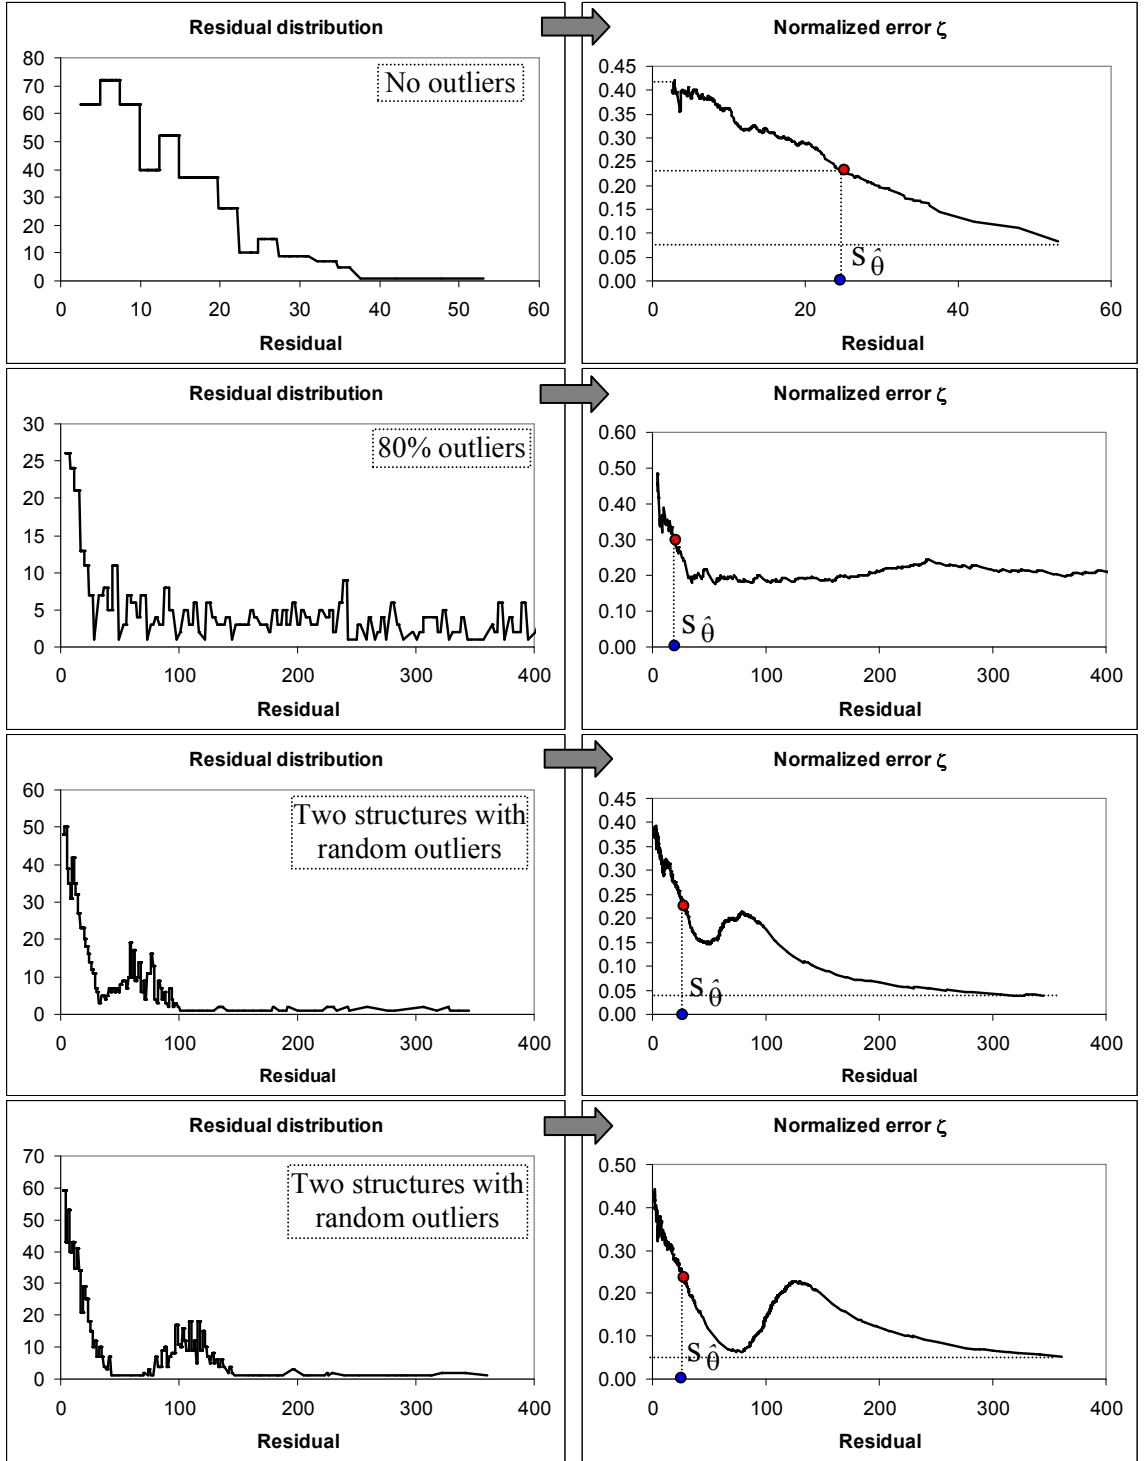 Residual distribution
No outliers
80
70
60
50
40
30
20
10
0
0 10 20 30 40 50 60
Residual
Normalized error ζ
0.45
0.40
0.35
0.30
0.25
0.20
0.15
0.10
0.05
0.00
s θ̂
0 20 40 60
Residual
Residual distribution
80% outliers
30
25
20
15
10
5
0
0 100 200 300 400
Residual
Normalized error ζ
0.60
0.50
0.40
0.30
0.20
0.10
0.00
s θ̂
0 100 200 300 400
Residual
Residual distribution
Two structures with
random outliers
60
50
40
30
20
10
0
0 100 200 300 400
Residual
Normalized error ζ
0.45
0.40
0.35
0.30
0.25
0.20
0.15
0.10
0.05
0.00
s θ̂
0 100 200 300 400
Residual
Residual distribution
Two structures with
random outliers
70
60
50
40
30
20
10
0
0 100 200 300 400
Residual
Normalized error ζ
0.50
0.40
0.30
0.20
0.10
0.00
s θ̂
0 100 200 300 400
Residual